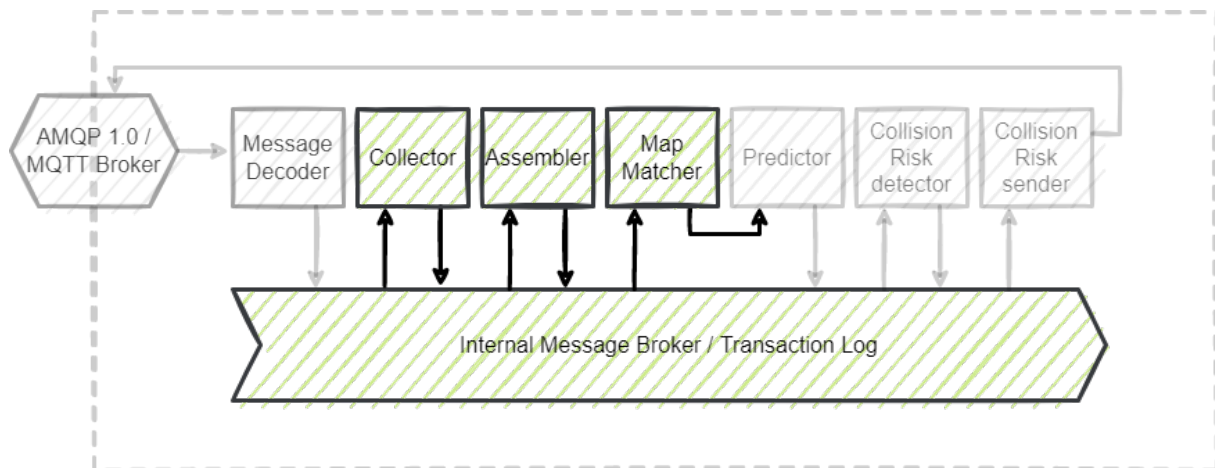 AMQP 1.0 /
MQTT Broker
Message
Decoder
Collector
Assembler
Map
Matcher
Predictor
Collision
Risk
detector
Collision
Risk
sender
Internal Message Broker / Transaction Log